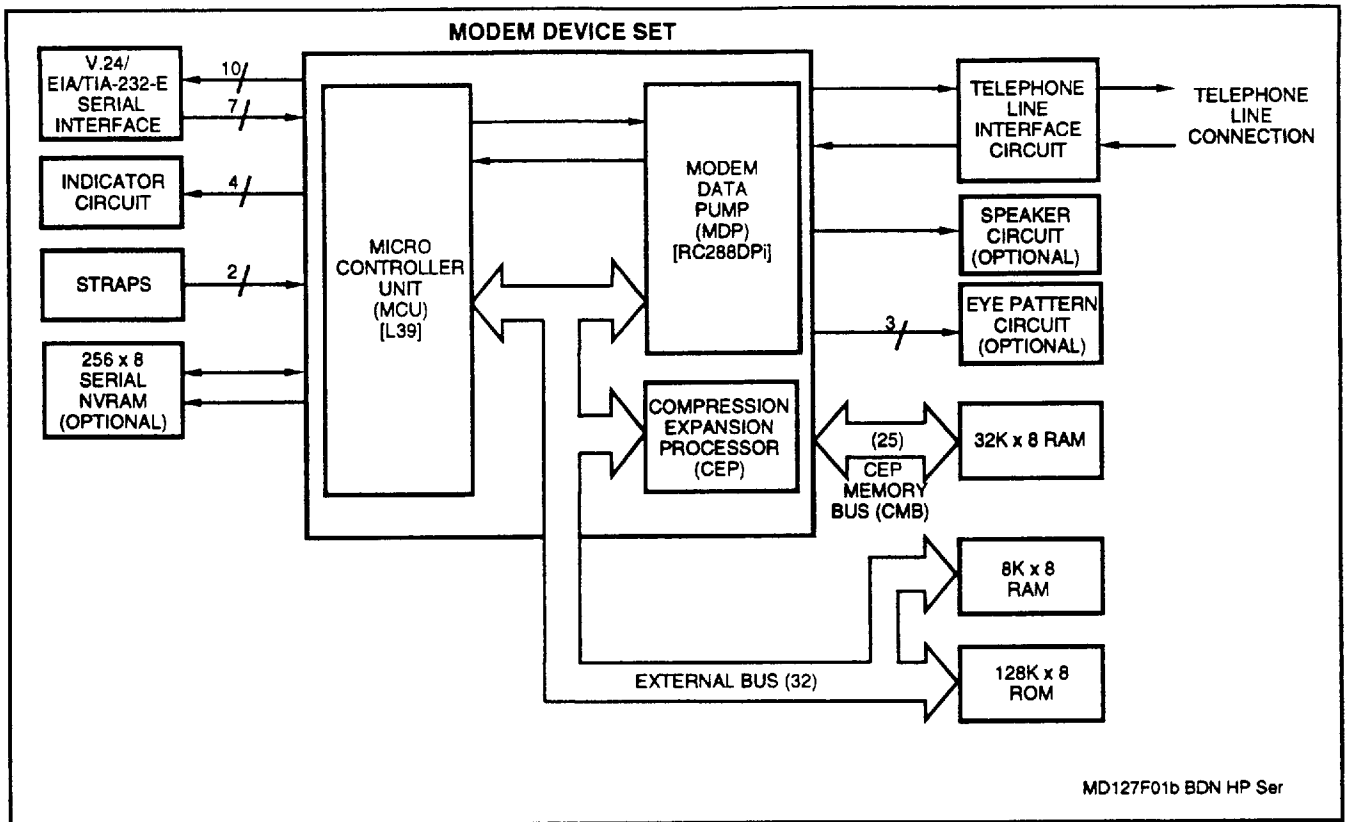 MODEM DEVICE SET
V.24/
EIA/TIA-232-E
SERIAL
INTERFACE
10
7
INDICATOR
CIRCUIT
4
STRAPS
2
256 x 8
SERIAL
NVRAM
(OPTIONAL)
MICRO
CONTROLLER
UNIT
(MCU)
[L39]
MODEM
DATA
PUMP
(MDP)
[RC288DPi]
COMPRESSION
EXPANSION
PROCESSOR
(CEP)
TELEPHONE
LINE
INTERFACE
CIRCUIT
TELEPHONE
LINE
CONNECTION
SPEAKER
CIRCUIT
(OPTIONAL)
3
EYE PATTERN
CIRCUIT
(OPTIONAL)
(25)
CEP
MEMORY
BUS (CMB)
32K x 8 RAM
8K x 8
RAM
EXTERNAL BUS (32)
128K x 8
ROM
MD127F01b BDN HP Ser